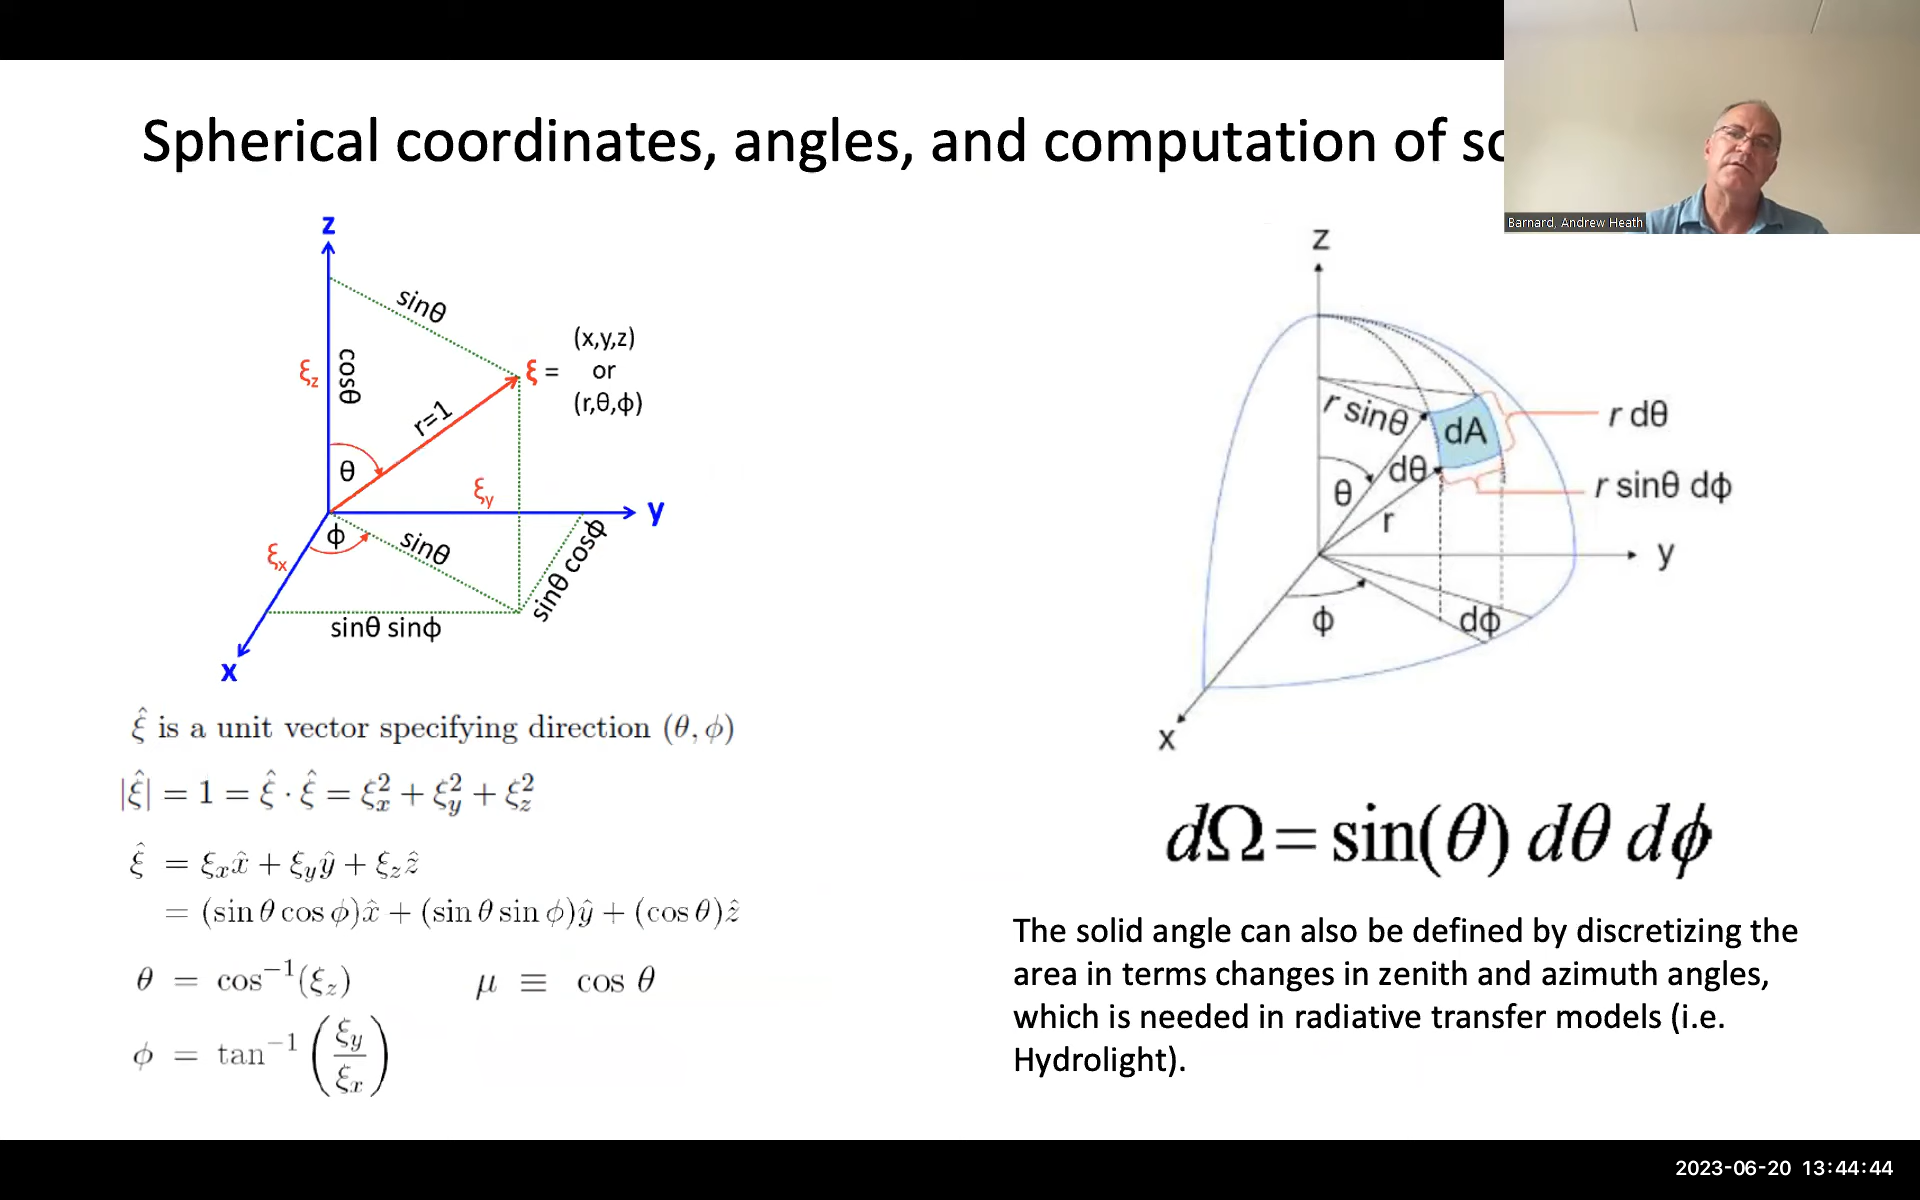 Spherical coordinates, angles, and computation of so
Barnard, Andrew Heath
z
sinθ
cosθ
ξz
(x,y,z)
ξ = or
(r,θ,ϕ)
r=1
θ
ξy
y
ϕ
sinθ
ξx
sinθ cosϕ
sinθ sinϕ
x
z
r sinθ
dA
r dθ
dθ
θ
r sinθ dϕ
r
y
ϕ
dϕ
x
ξ̂ is a unit vector specifying direction (θ, ϕ)
|ξ̂| = 1 = ξ̂ · ξ̂ = ξx² + ξy² + ξz²
ξ̂ = ξx x̂ + ξy ŷ + ξz ẑ
= (sin θ cos ϕ)x̂ + (sin θ sin ϕ)ŷ + (cos θ)ẑ
θ = cos⁻¹(ξz) μ ≡ cos θ
ϕ = tan⁻¹ (ξy/ξx)
dΩ = sin(θ) dθ dϕ
The solid angle can also be defined by discretizing the
area in terms changes in zenith and azimuth angles,
which is needed in radiative transfer models (i.e.
Hydrolight).
2023-06-20 13:44:44